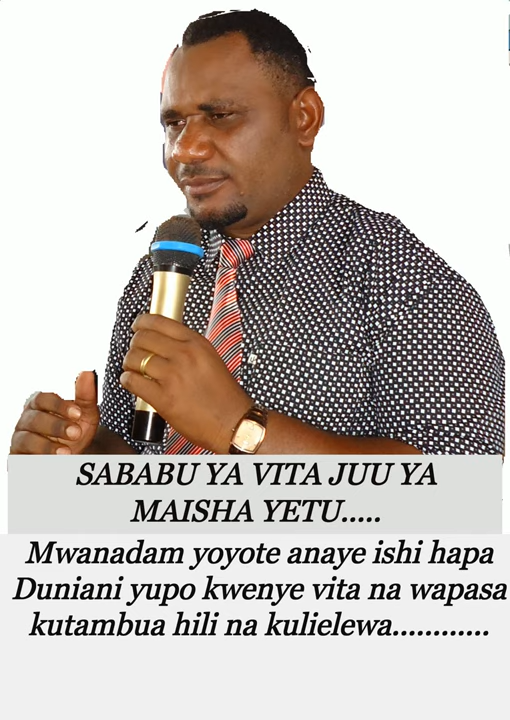 SABABU YA VITA JUU YA
MAISHA YETU.....
Mwanadam yoyote anaye ishi hapa
Duniani yupo kwenye vita na wapasa
kutambua hili na kulielewa............